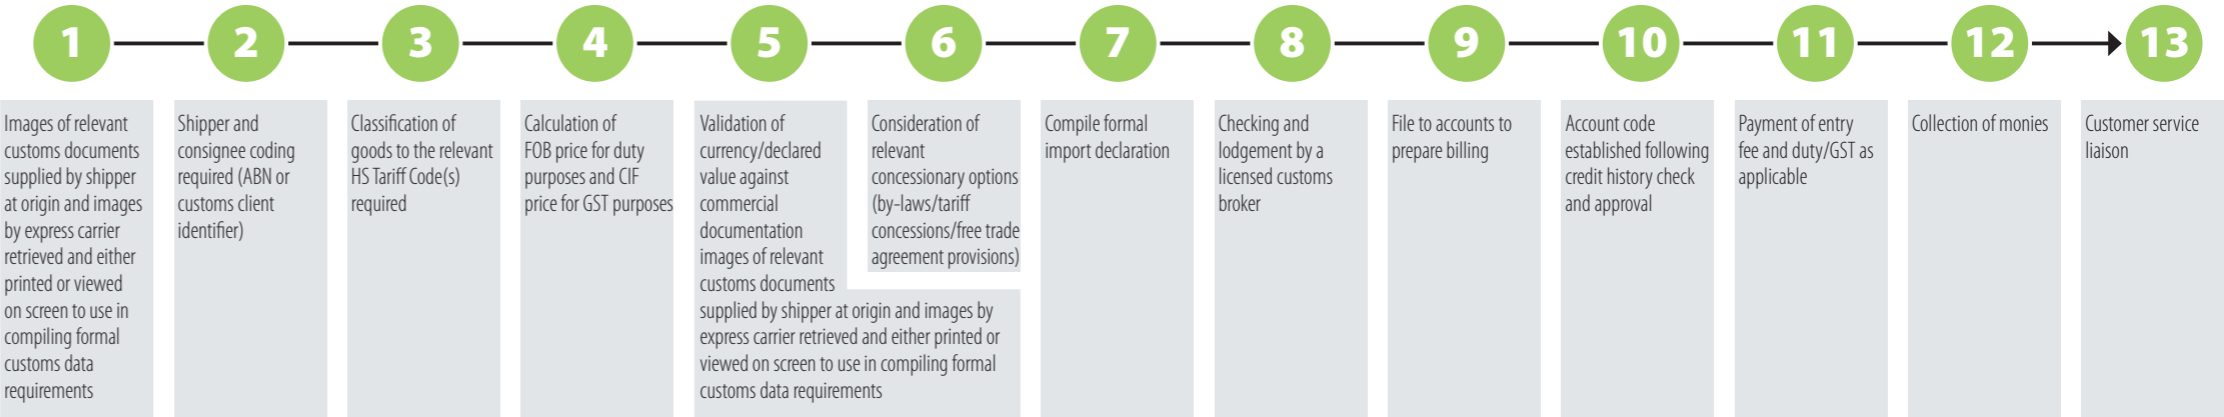 1
2
3
4
5
6
7
8
9
10
11
12
13
Images of relevant
customs documents
supplied by shipper
at origin and images
by express carrier
retrieved and either
printed or viewed
on screen to use in
compiling formal
customs data
requirements
Shipper and
consignee coding
required (ABN or
customs client
identifier)
Classification of
goods to the relevant
HS Tariff Code(s)
required
Calculation of
FOB price for duty
purposes and CIF
price for GST purposes
Validation of
currency/declared
value against
commercial
documentation
images of relevant
customs documents
supplied by shipper at origin and images by
express carrier retrieved and either printed or
viewed on screen to use in compiling formal
customs data requirements
Consideration of
relevant
concessionary options
(by-laws/tariff
concessions/free trade
agreement provisions)
Compile formal
import declaration
Checking and
lodgement by a
licensed customs
broker
File to accounts to
prepare billing
Account code
established following
credit history check
and approval
Payment of entry
fee and duty/GST as
applicable
Collection of monies
Customer service
liaison